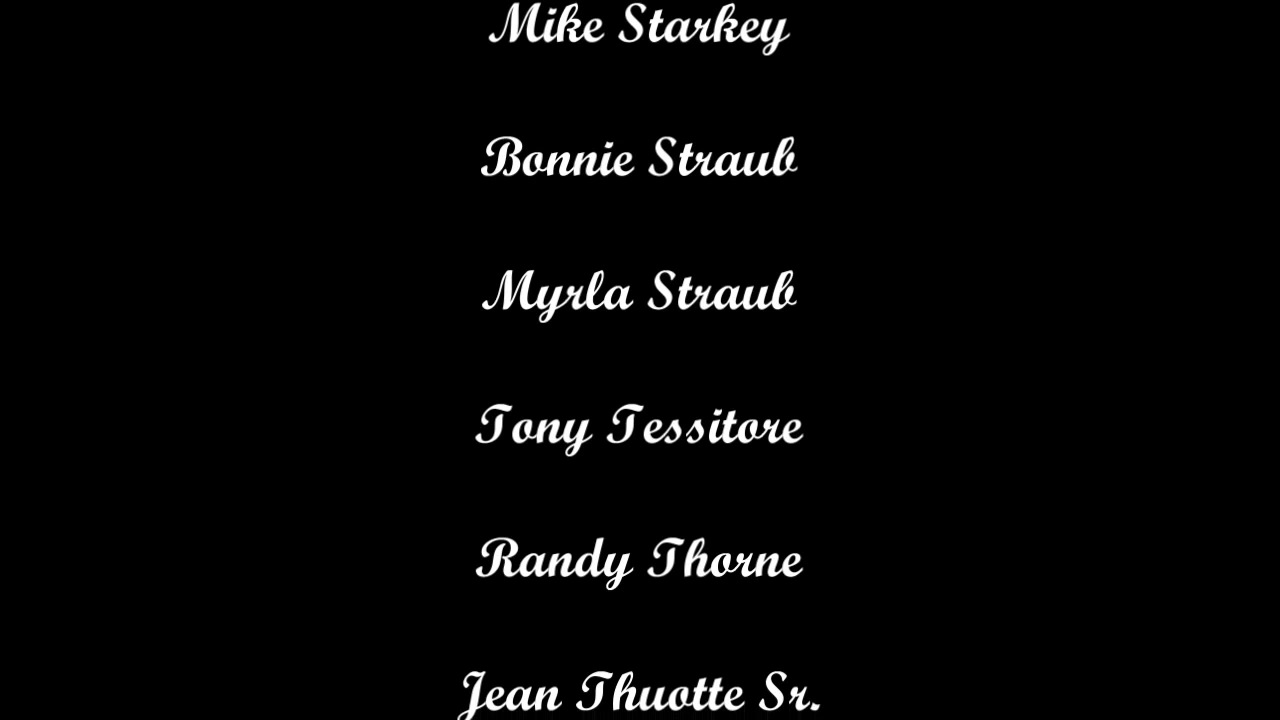 Mike Starkey
Bonnie Straub
Myrla Straub
Tony Tessitore
Randy Thorne
Jean Thuotte Sr.